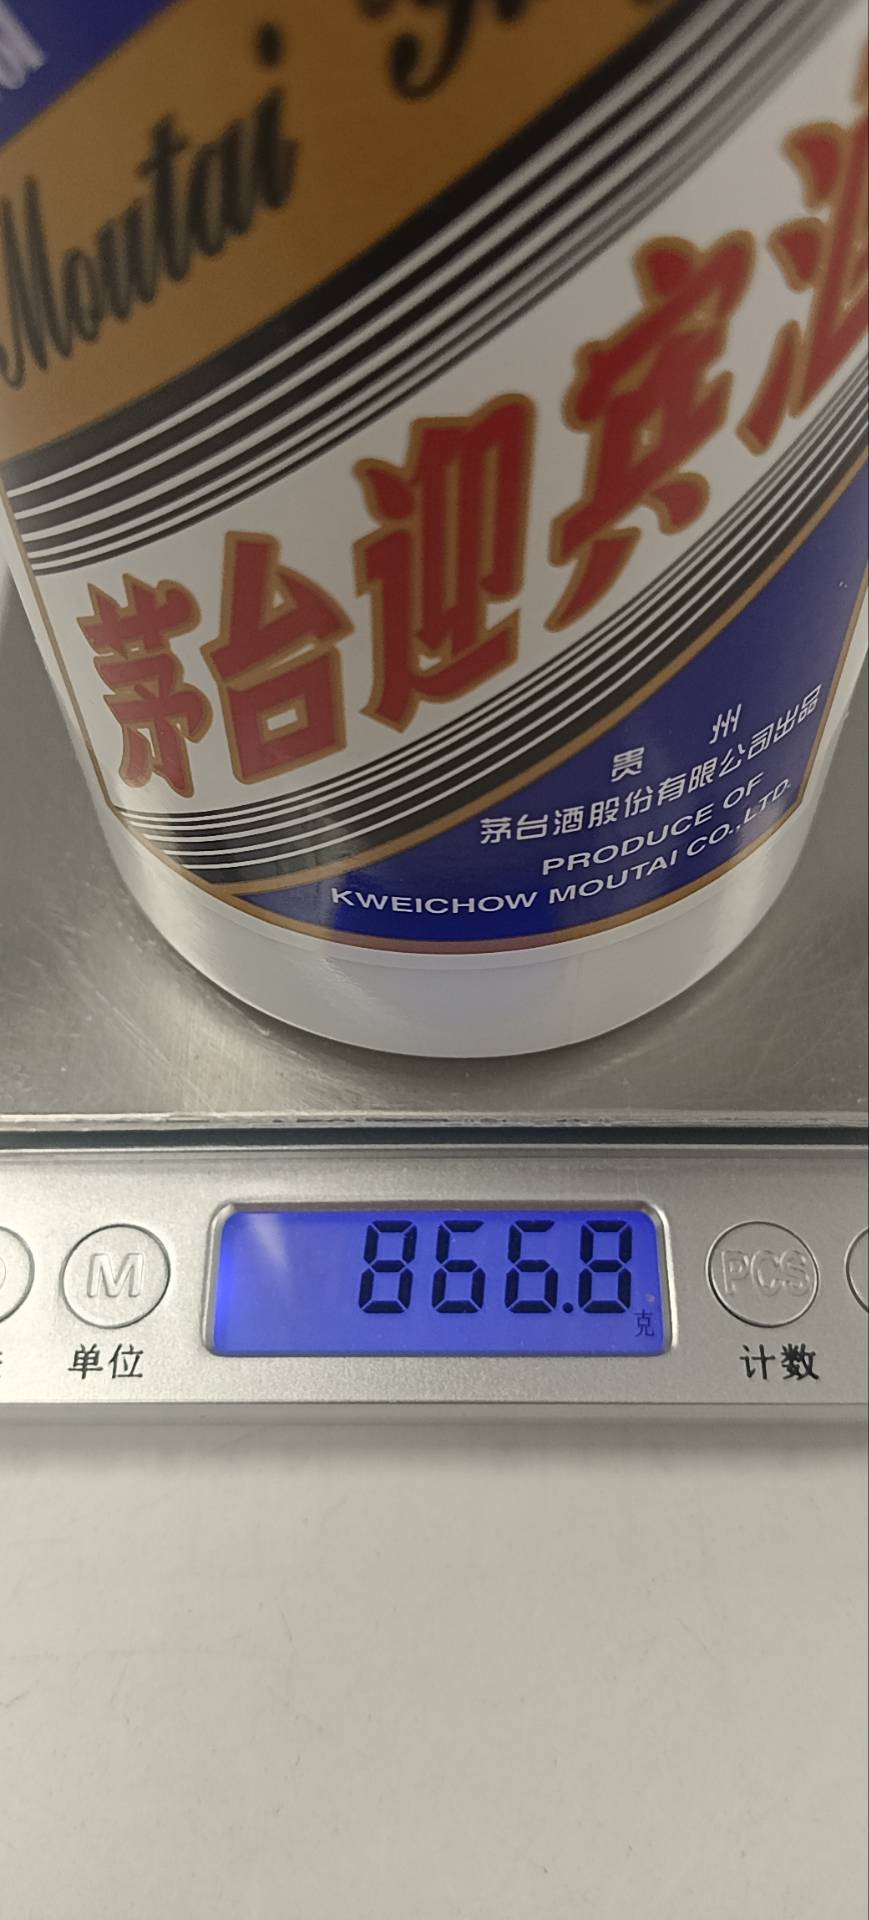 Moutai
茅台迎宾酒
贵州
茅台酒股份有限公司出品
PRODUCE OF
KWEICHOW MOUTAI CO.,LTD.
866.8
克
M
单位
PCS
计数